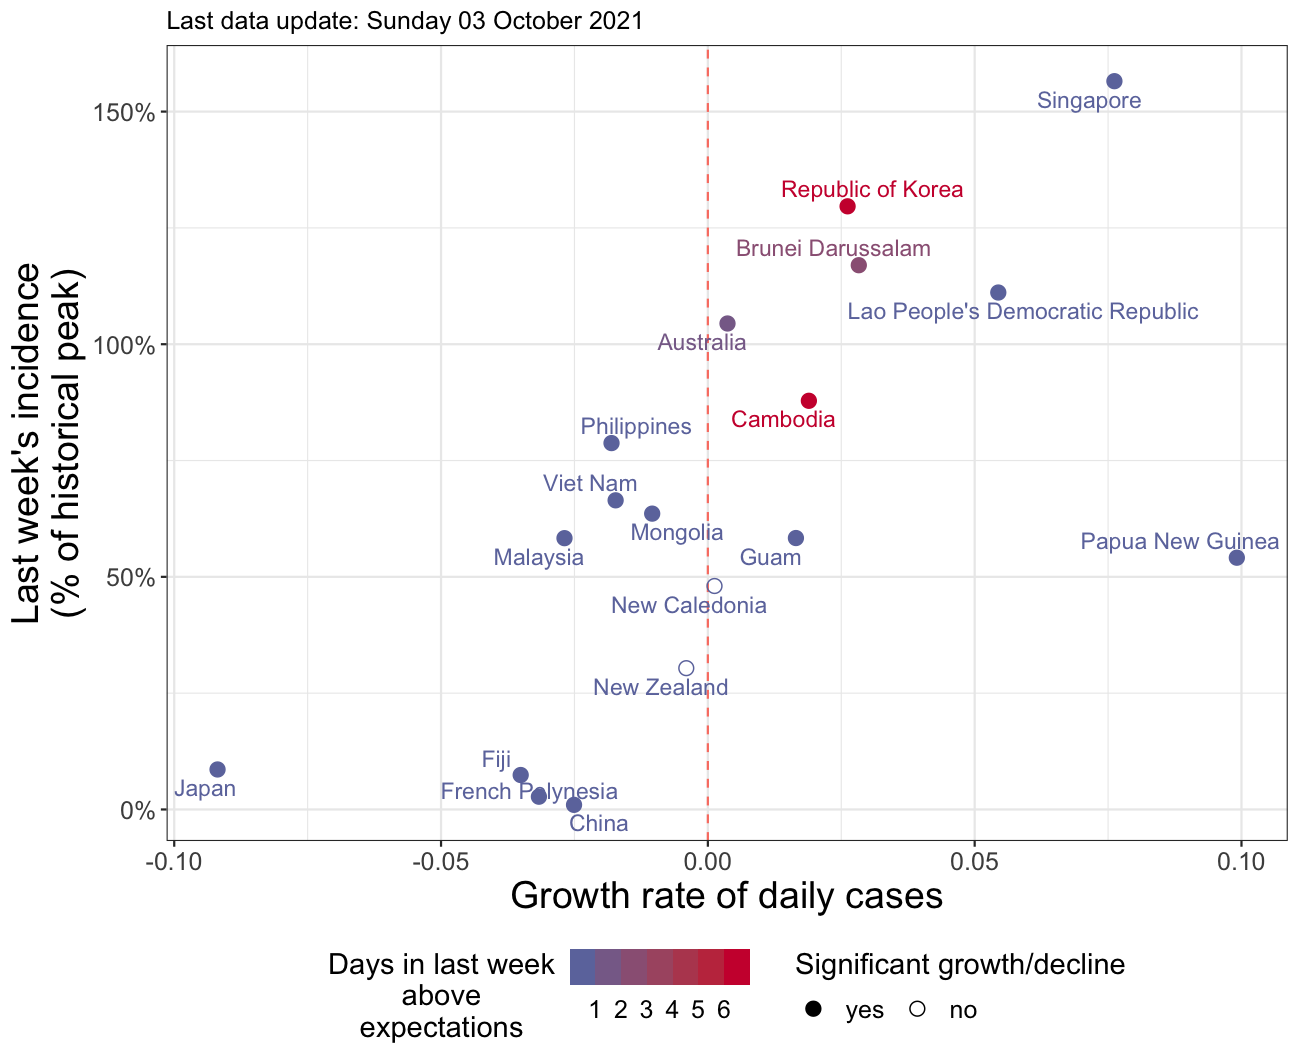 Last data update: Sunday 03 October 2021
Last week's incidence
(% of historical peak)
150%
100%
50%
0%
Singapore
Republic of Korea
Brunei Darussalam
Lao People's Democratic Republic
Australia
Cambodia
Philippines
Viet Nam
Mongolia
Malaysia
Guam
Papua New Guinea
New Caledonia
New Zealand
Fiji
Japan
French Polynesia
China
-0.10 -0.05 0.00 0.05 0.10
Growth rate of daily cases
Days in last week
above
expectations
1 2 3 4 5 6
Significant growth/decline
yes no